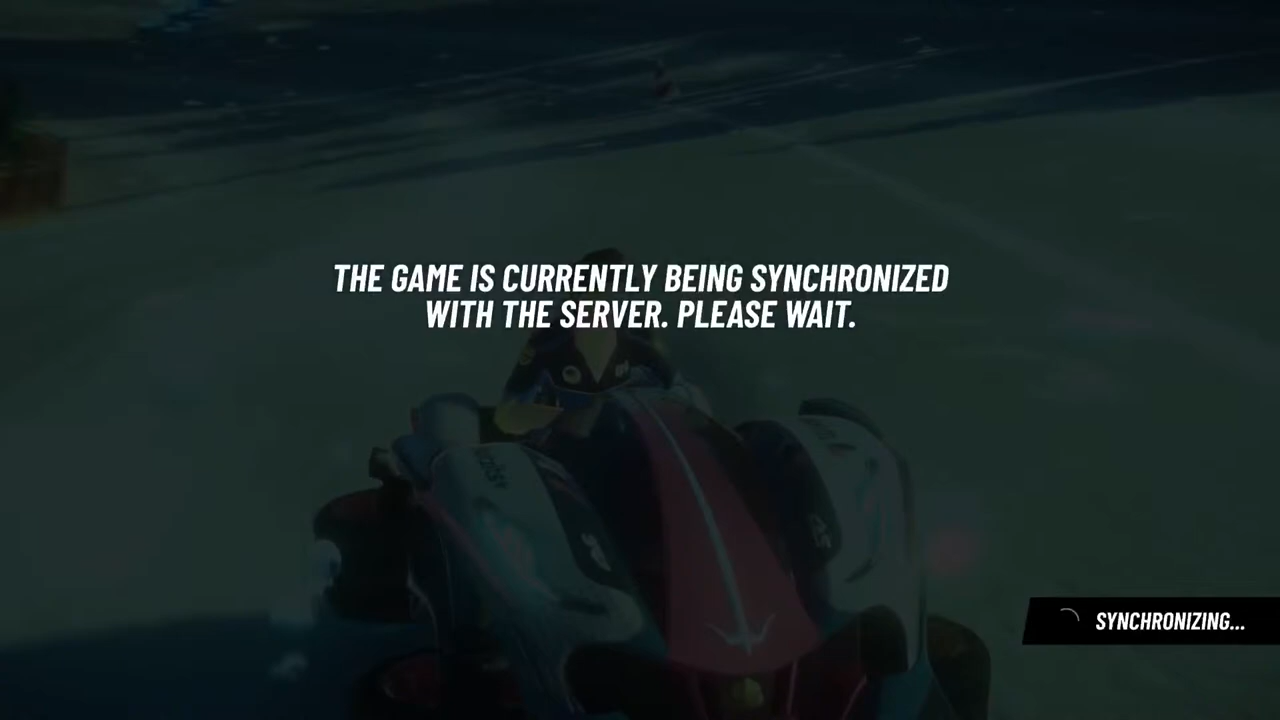 THE GAME IS CURRENTLY BEING SYNCHRONIZED
WITH THE SERVER. PLEASE WAIT.
SYNCHRONIZING...